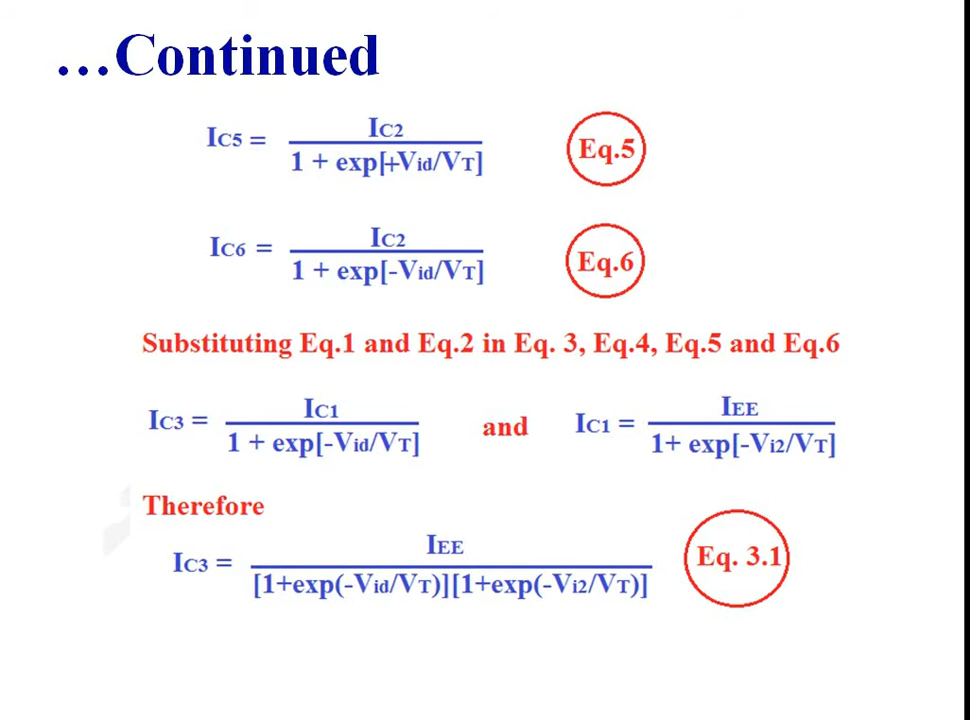 ...Continued
IC5 = IC2 / 1 + exp[+Vid/VT] Eq.5
IC6 = IC2 / 1 + exp[-Vid/VT] Eq.6
Substituting Eq.1 and Eq.2 in Eq. 3, Eq.4, Eq.5 and Eq.6
IC3 = IC1 / 1 + exp[-Vid/VT] and IC1 = IEE / 1+ exp[-Vi2/VT]
Therefore
IC3 = IEE / [1+exp(-Vid/VT)][1+exp(-Vi2/VT)] Eq. 3.1